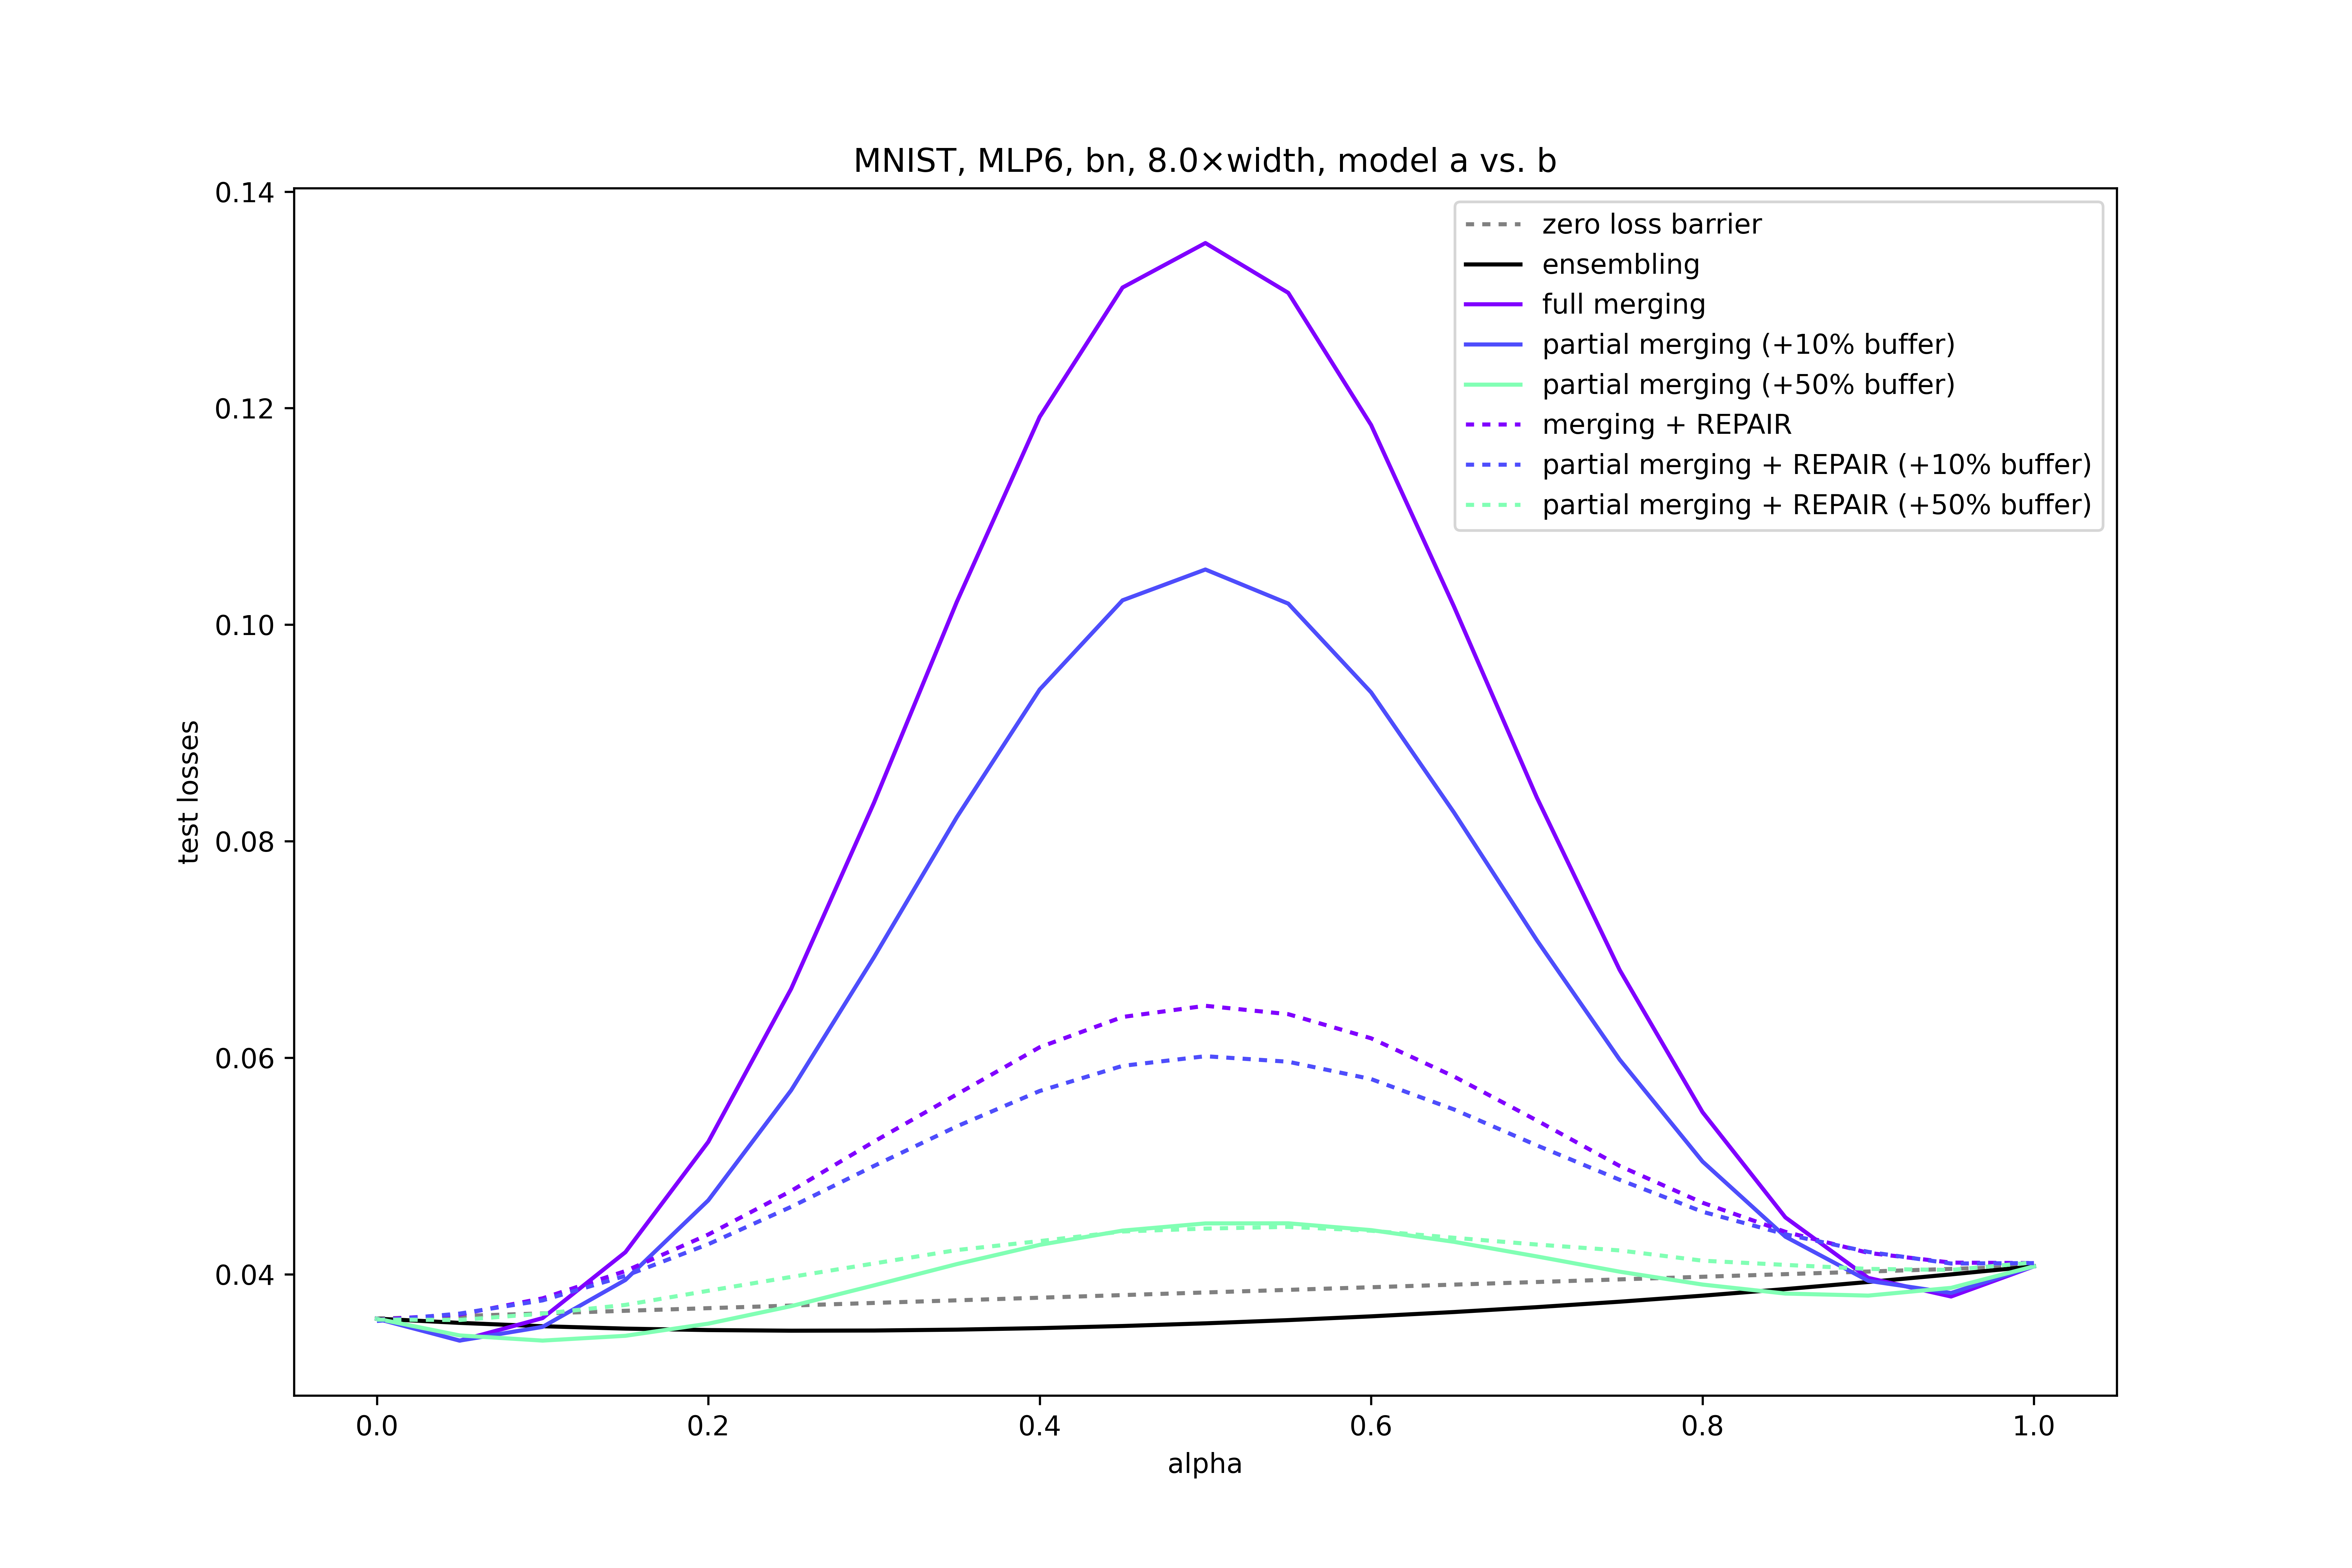 MNIST, MLP6, bn, 8.0×width, model a vs. b
zero loss barrier
ensembling
full merging
partial merging (+10% buffer)
partial merging (+50% buffer)
merging + REPAIR
partial merging + REPAIR (+10% buffer)
partial merging + REPAIR (+50% buffer)
test losses
0.14
0.12
0.10
0.08
0.06
0.04
0.0 0.2 0.4 0.6 0.8 1.0
alpha